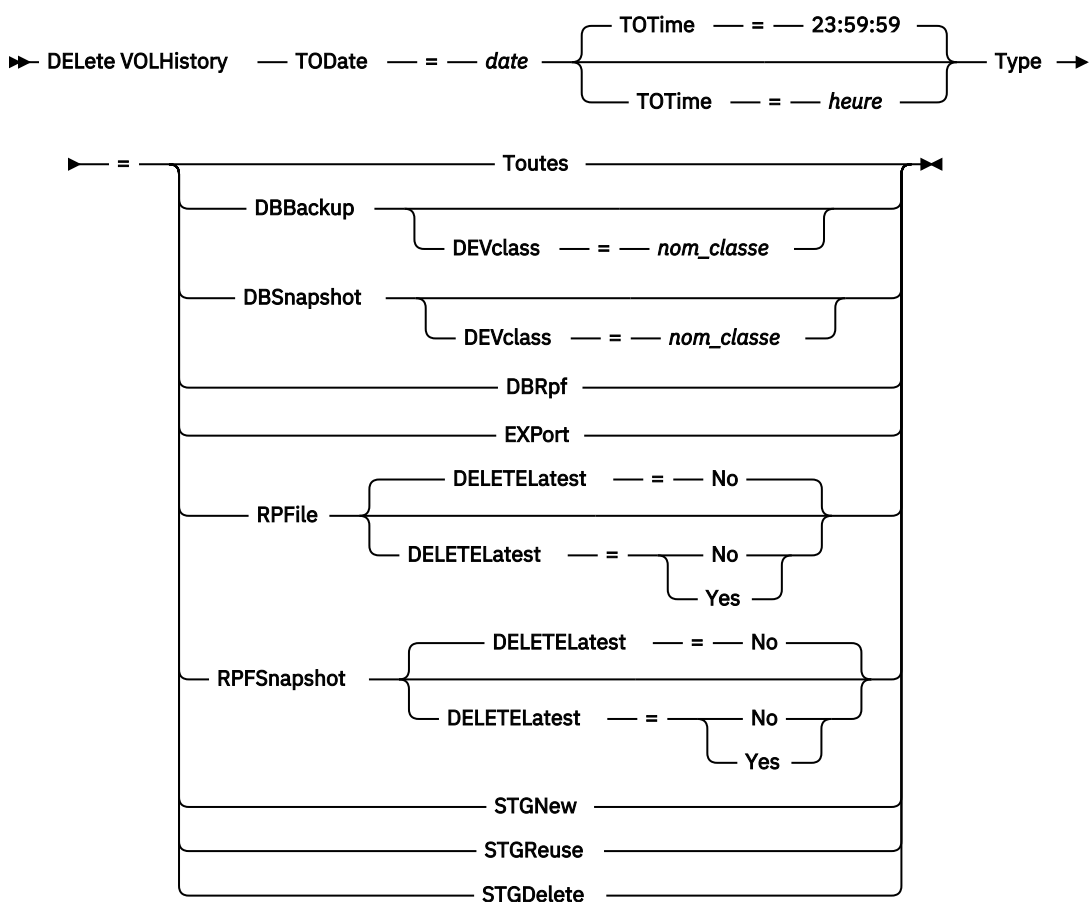 TOTime = 23:59:59
DELete VOLHistory TODate = date Type
TOTime = heure
= Toutes
DBBackup
DEVclass = nom_classe
DBSnapshot
DEVclass = nom_classe
DBRpf
EXPort
DELETELatest = No
RPFile
DELETELatest = No
Yes
DELETELatest = No
RPFSnapshot
DELETELatest = No
Yes
STGNew
STGReuse
STGDelete